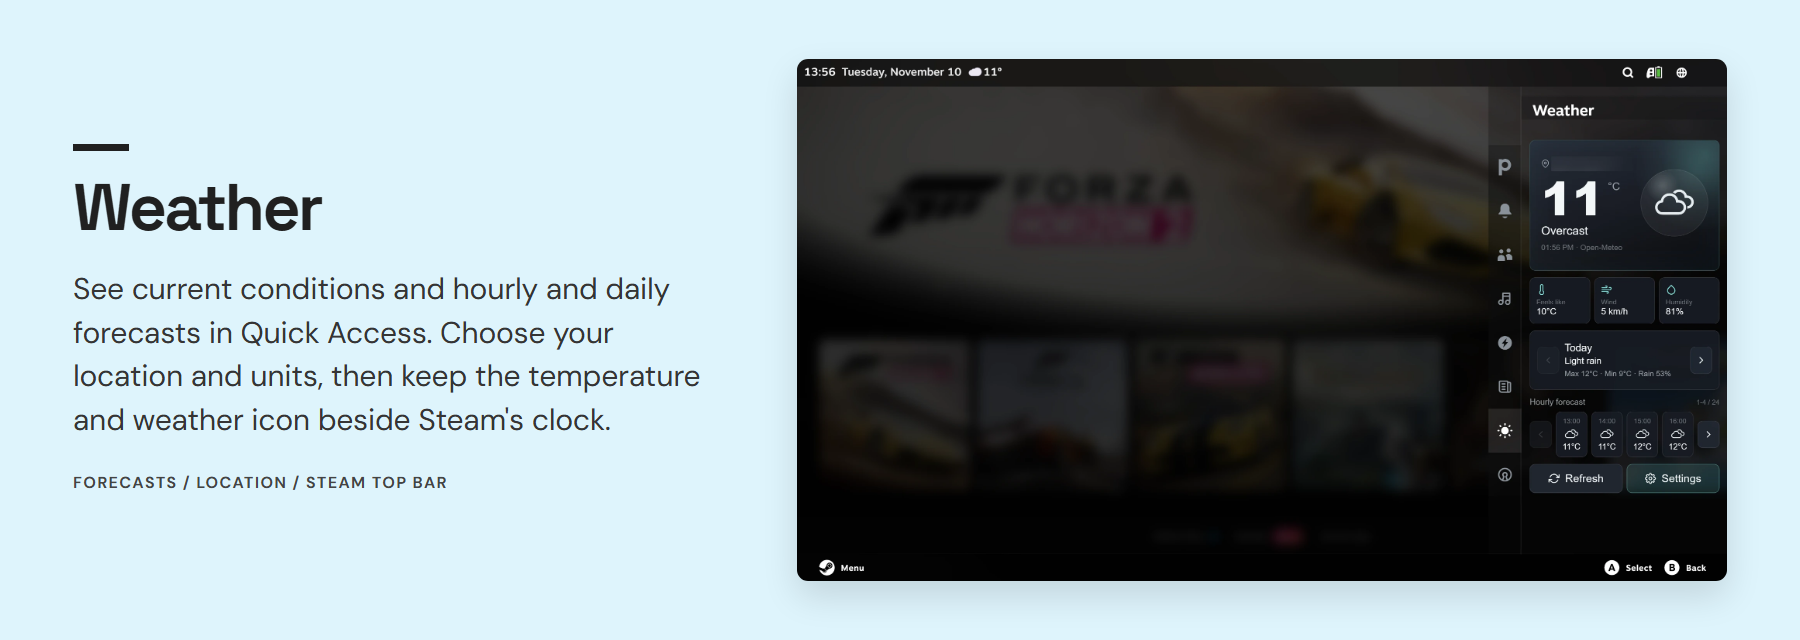 Weather
See current conditions and hourly and daily
forecasts in Quick Access. Choose your
location and units, then keep the temperature
and weather icon beside Steam's clock.
FORECASTS / LOCATION / STEAM TOP BAR
13:56 Tuesday, November 10 11°
FORZA
HORIZON 2
Weather
11 °C
Overcast
01:56 PM · Open-Meteo
Feels like
10°C
Wind
5 km/h
Humidity
81%
Today
Light rain
Max 12°C · Min 9°C · Rain 53%
Hourly forecast 1-4 / 24
13:00 14:00 15:00 16:00
11°C 11°C 12°C 12°C
Refresh Settings
Menu
A Select B Back